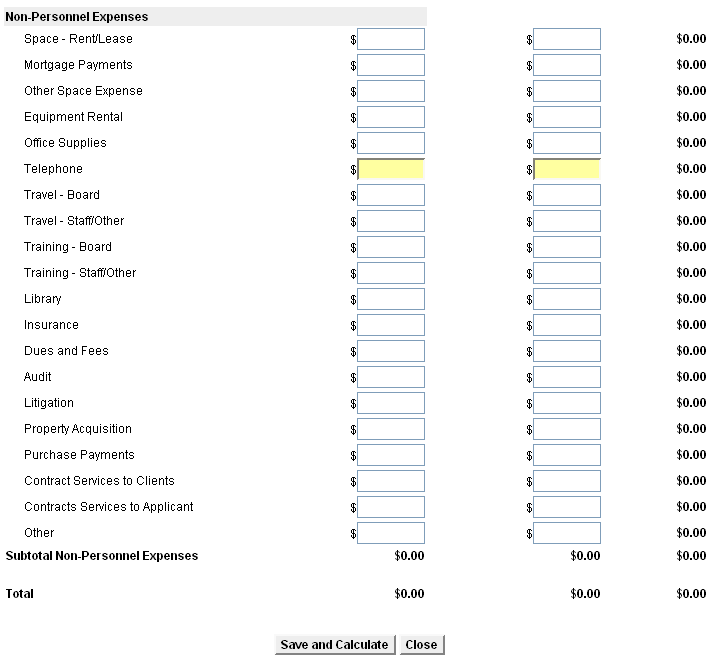 Non-Personnel Expenses
Space - Rent/Lease $ $ $0.00
Mortgage Payments $ $ $0.00
Other Space Expense $ $ $0.00
Equipment Rental $ $ $0.00
Office Supplies $ $ $0.00
Telephone $ $ $0.00
Travel - Board $ $ $0.00
Travel - Staff/Other $ $ $0.00
Training - Board $ $ $0.00
Training - Staff/Other $ $ $0.00
Library $ $ $0.00
Insurance $ $ $0.00
Dues and Fees $ $ $0.00
Audit $ $ $0.00
Litigation $ $ $0.00
Property Acquisition $ $ $0.00
Purchase Payments $ $ $0.00
Contract Services to Clients $ $ $0.00
Contracts Services to Applicant $ $ $0.00
Other $ $ $0.00
Subtotal Non-Personnel Expenses $0.00 $0.00 $0.00
Total $0.00 $0.00 $0.00
Save and Calculate Close